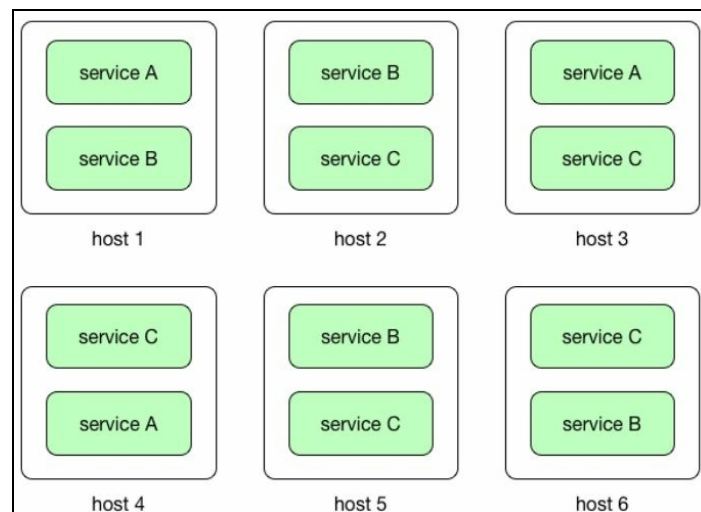 service A
service B
service A
service B
service C
service C
host 1
host 2
host 3
service C
service B
service C
service A
service C
service B
host 4
host 5
host 6